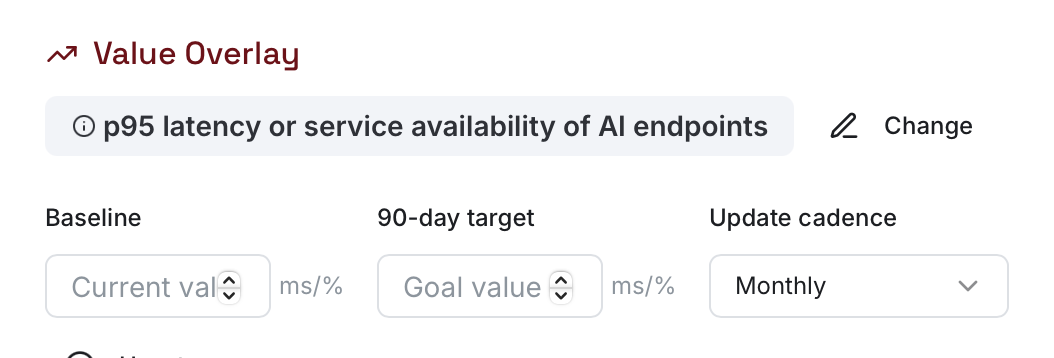 Value Overlay
p95 latency or service availability of AI endpoints
Change
Baseline
90-day target
Update cadence
Current val
ms/%
Goal value
ms/%
Monthly